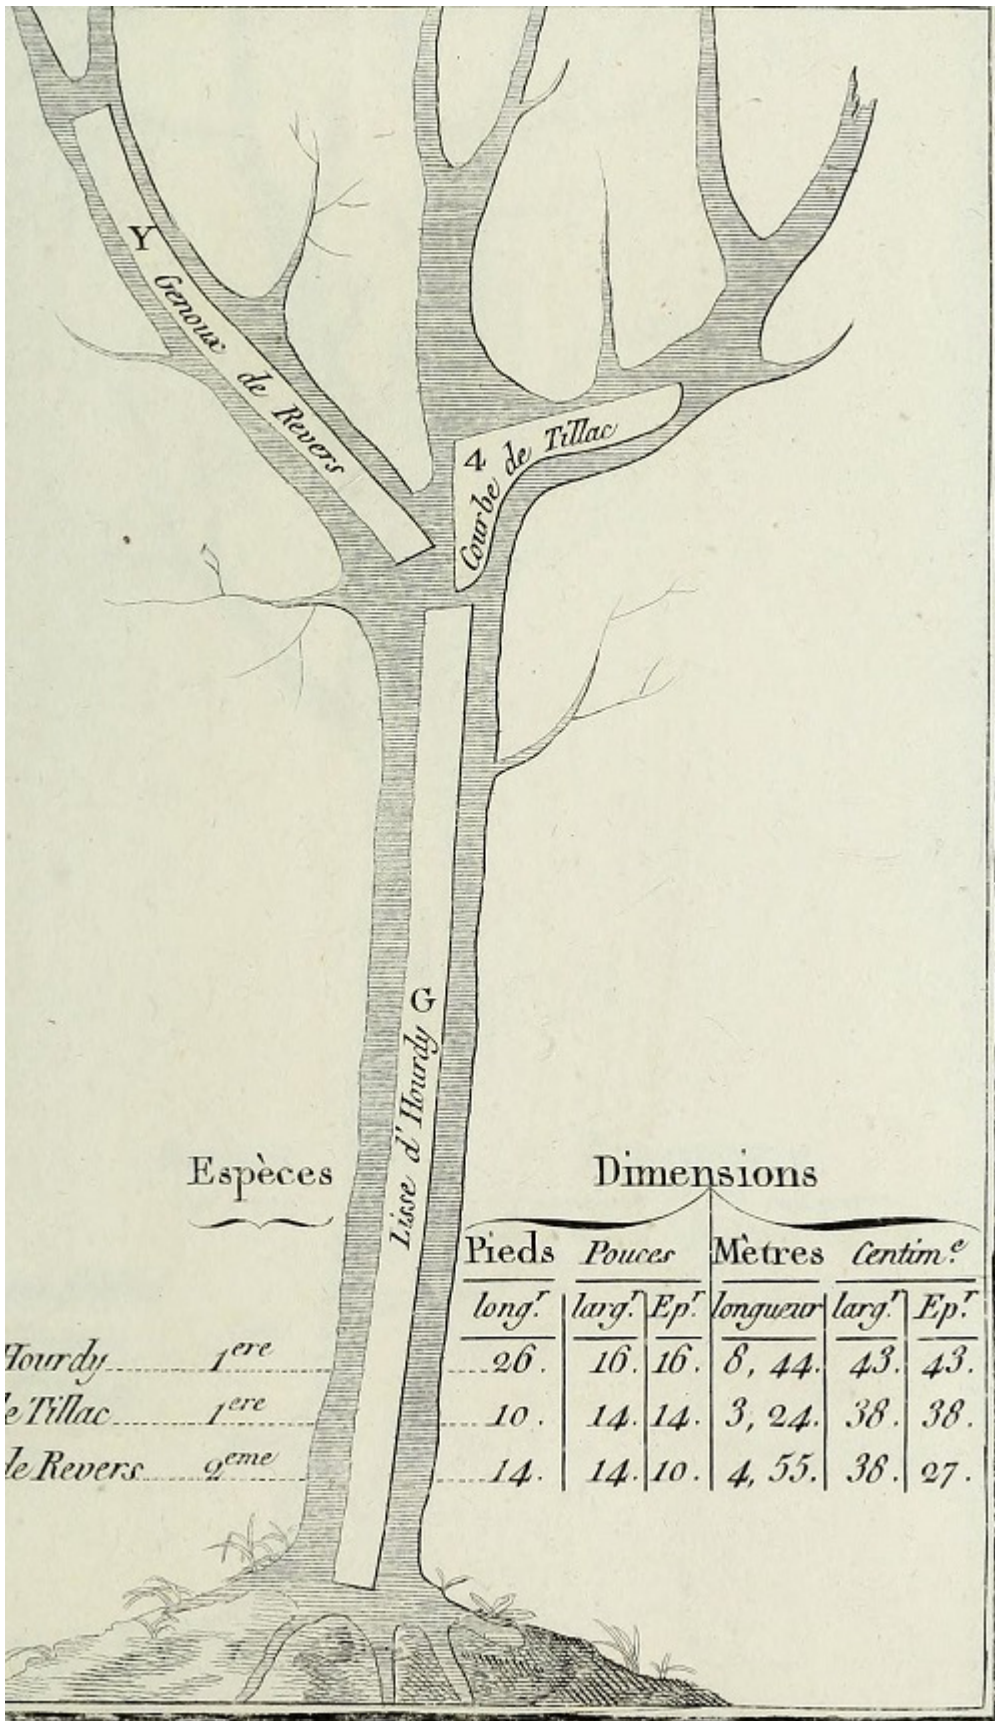 Y
Genoux de Revers
4
Courbe de Tillac
G
Lisse d'Hourdy
Espèces
Dimensions
Pieds Pouces Mètres Centim.e
long.r larg.r Ep.r longueur larg.r Ep.r
Hourdy 1ere 26. 16. 16. 8, 44. 43. 43.
e Tillac 1ere 10. 14. 14. 3, 24. 38. 38.
de Revers 2eme 14. 14. 10. 4, 55. 38. 27.